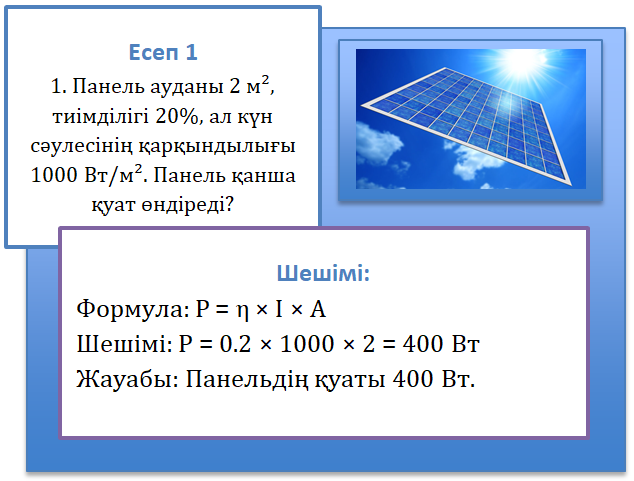 Есеп 1
1. Панель ауданы 2 м²,
тиімділігі 20%, ал күн
сәулесінің қарқындылығы
1000 Вт/м². Панель қанша
қуат өндіреді?
Шешімі:
Формула: P = η × I × A
Шешімі: P = 0.2 × 1000 × 2 = 400 Вт
Жауабы: Панельдің қуаты 400 Вт.